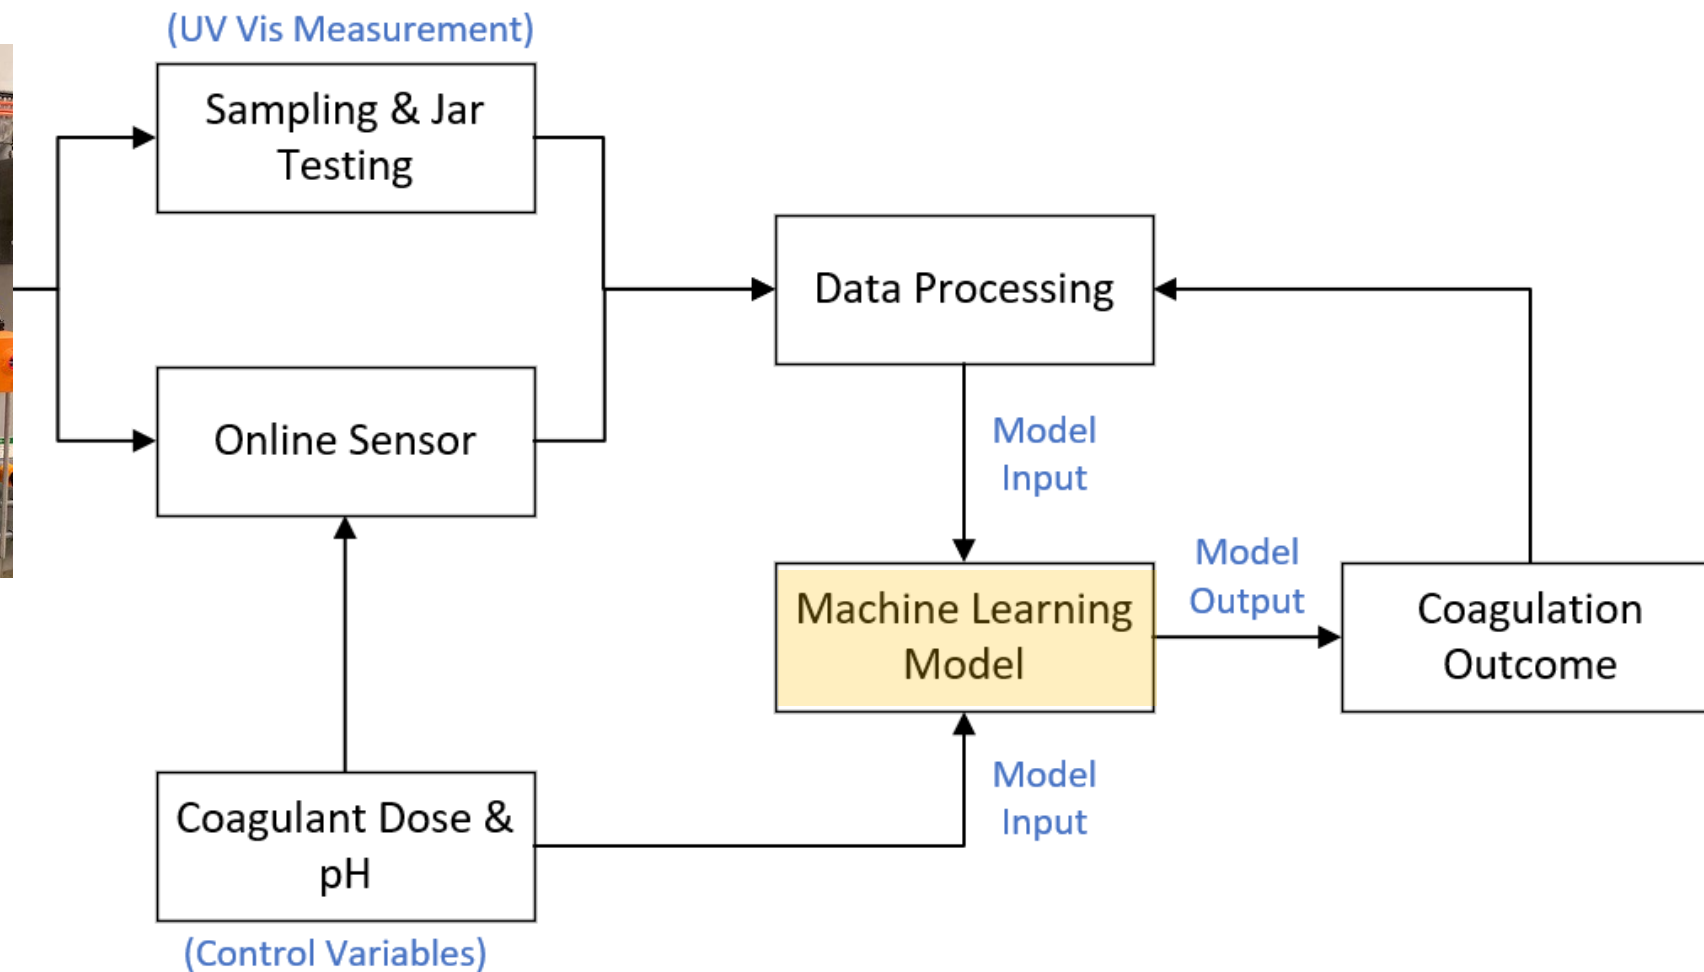 (UV Vis Measurement)
Sampling & Jar
Testing
Data Processing
Online Sensor
Model
Input
Model
Output
Machine Learning
Model
Coagulation
Outcome
Model
Input
Coagulant Dose &
pH
(Control Variables)